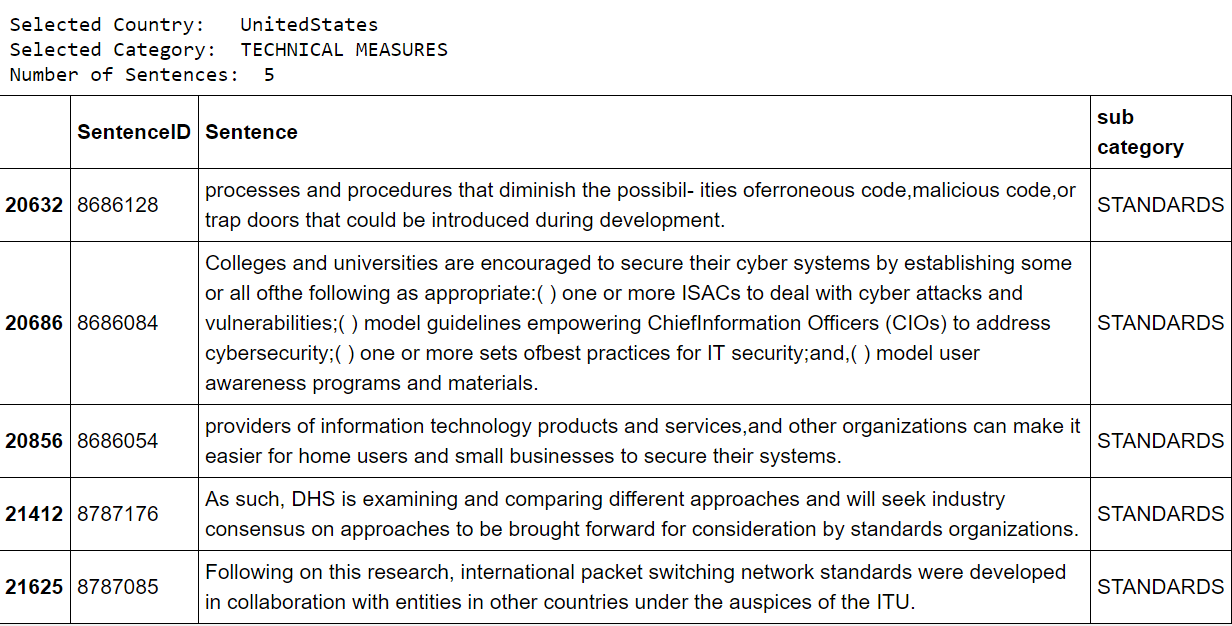 Selected Country:   UnitedStates
Selected Category:  TECHNICAL MEASURES
Number of Sentences:  5
SentenceID Sentence sub
category
20632 8686128 processes and procedures that diminish the possibil- ities oferroneous code,malicious code,or STANDARDS
trap doors that could be introduced during development.
Colleges and universities are encouraged to secure their cyber systems by establishing some
or all ofthe following as appropriate:( ) one or more ISACs to deal with cyber attacks and
20686 8686084 vulnerabilities;( ) model guidelines empowering ChiefInformation Officers (CIOs) to address STANDARDS
cybersecurity;( ) one or more sets ofbest practices for IT security;and,( ) model user
awareness programs and materials.
20856 8686054 providers of information technology products and services,and other organizations can make it STANDARDS
easier for home users and small businesses to secure their systems.
21412 8787176 As such, DHS is examining and comparing different approaches and will seek industry STANDARDS
consensus on approaches to be brought forward for consideration by standards organizations.
21625 8787085 Following on this research, international packet switching network standards were developed STANDARDS
in collaboration with entities in other countries under the auspices of the ITU.